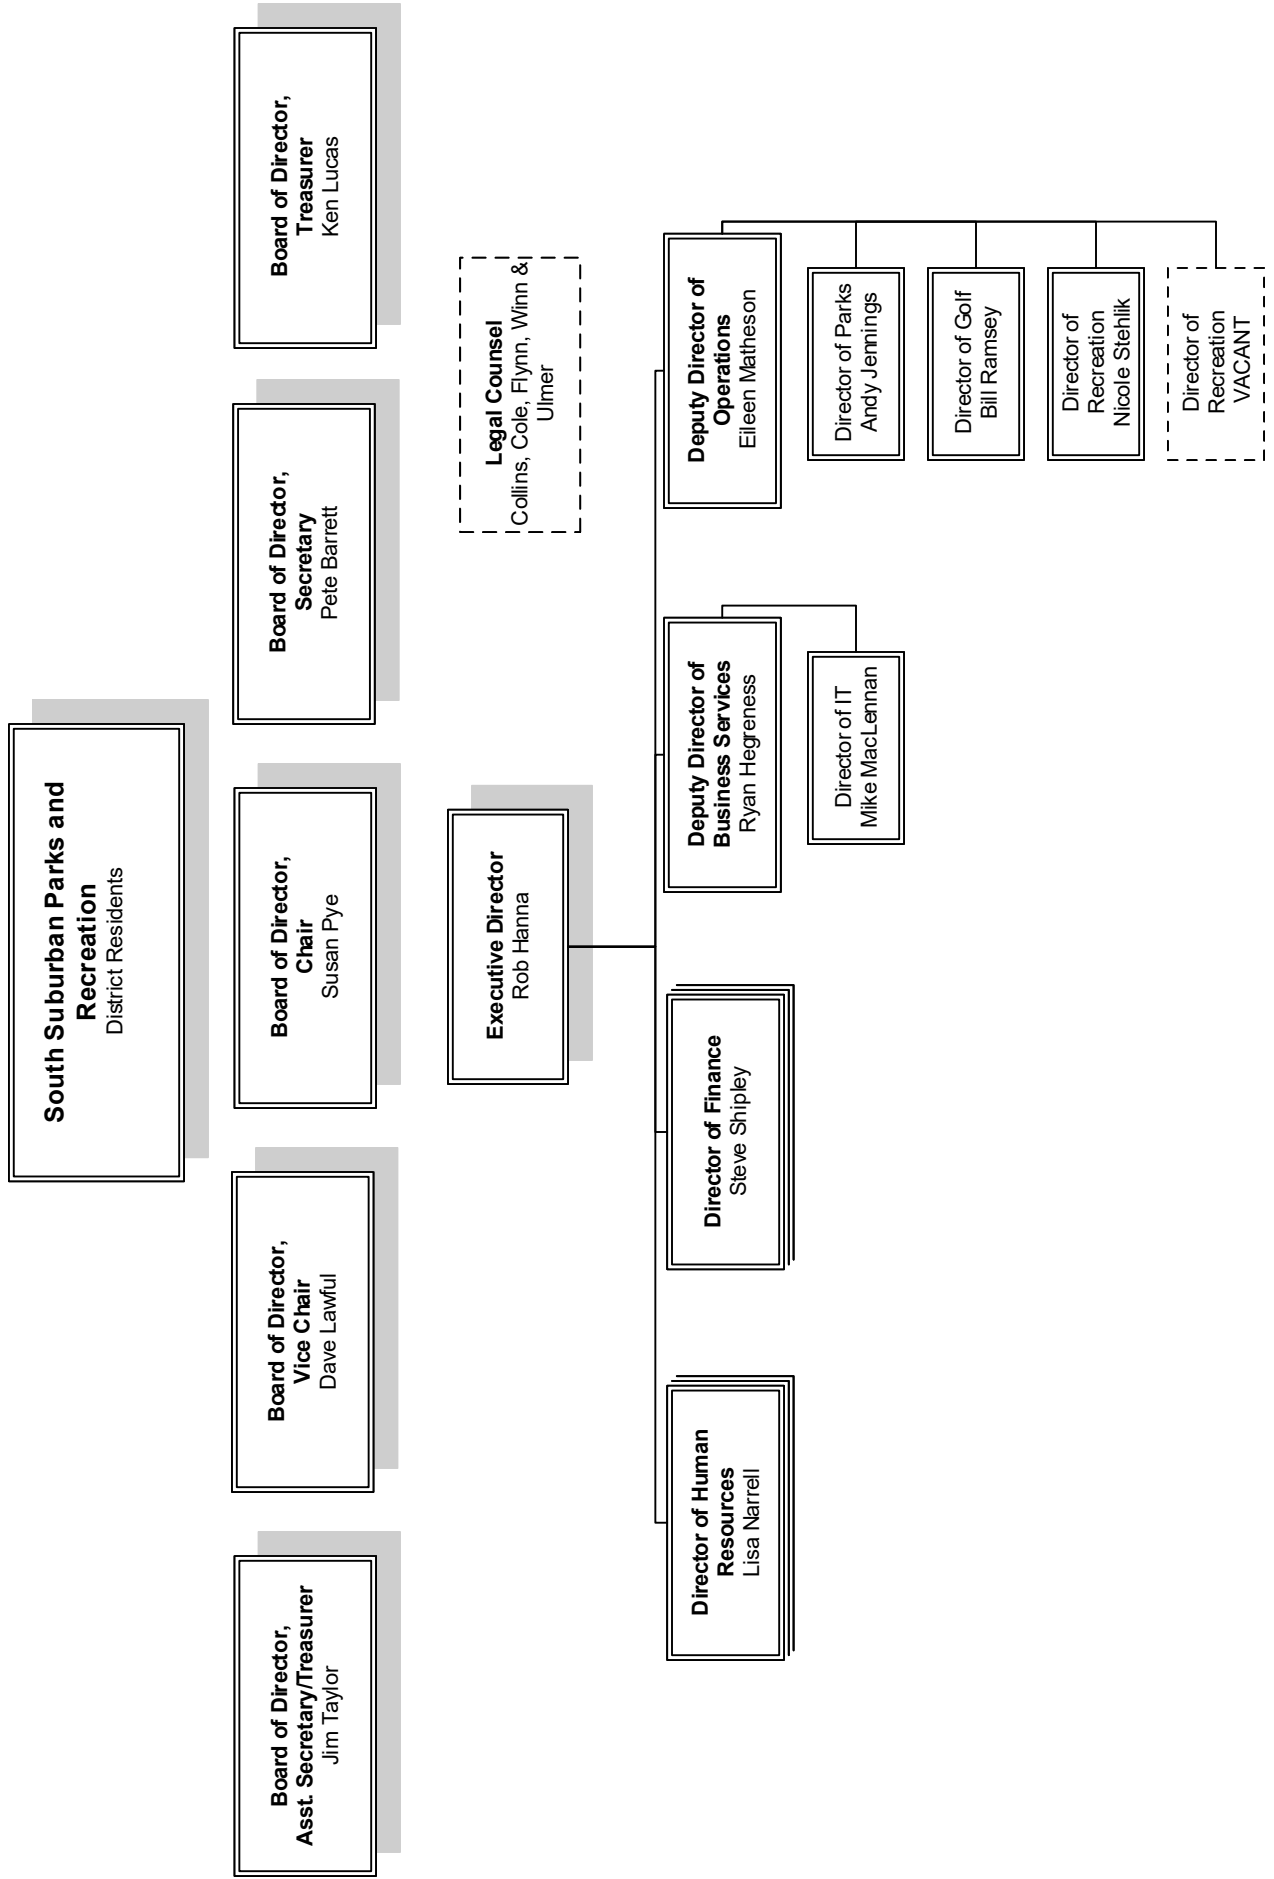 South Suburban Parks and
Recreation
District Residents
Board of Director,
Asst. Secretary/Treasurer
Jim Taylor
Board of Director,
Vice Chair
Dave Lawful
Board of Director,
Chair
Susan Pye
Board of Director,
Secretary
Pete Barrett
Board of Director,
Treasurer
Ken Lucas
Executive Director
Rob Hanna
Legal Counsel
Collins, Cole, Flynn, Winn &
Ulmer
Director of Human
Resources
Lisa Narrell
Director of Finance
Steve Shipley
Deputy Director of
Business Services
Ryan Hegreness
Director of IT
Mike MacLennan
Deputy Director of
Operations
Eileen Matheson
Director of Parks
Andy Jennings
Director of Golf
Bill Ramsey
Director of
Recreation
Nicole Stehlik
Director of
Recreation
VACANT